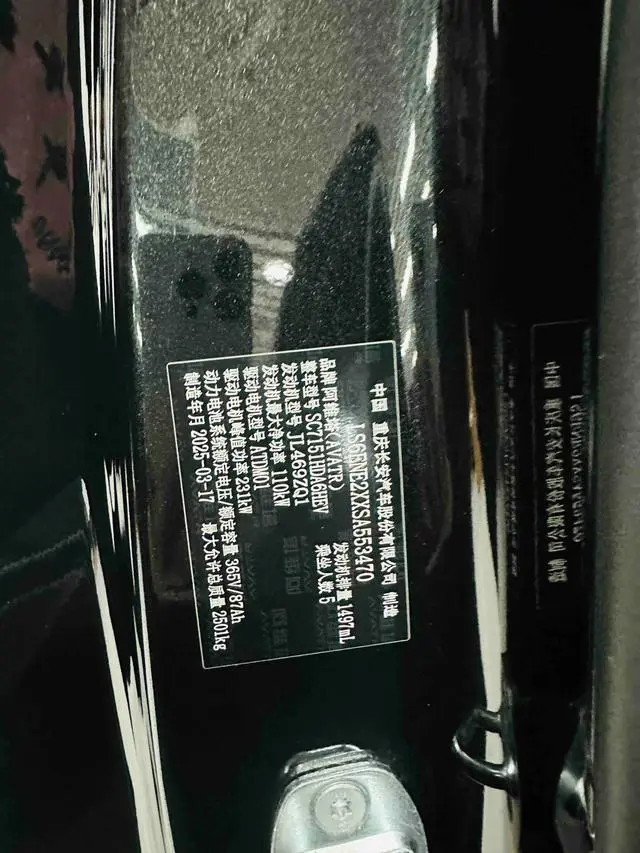 中国 重庆长安汽车股份有限公司 制造
LS6BNE2XXSA553470
品牌 阿维塔(AVATR) 发动机排量 1497mL
整车型号 SC7151HDAGHEV 乘坐人数 5
发动机型号 JL469ZQ1
发动机最大净功率 110kW
驱动电机型号 ATDM01
驱动电机峰值功率 231kW
动力电池系统额定电压/额定容量 365V/87Ah
制造年月 2025-03-17 最大允许总质量 2501kg